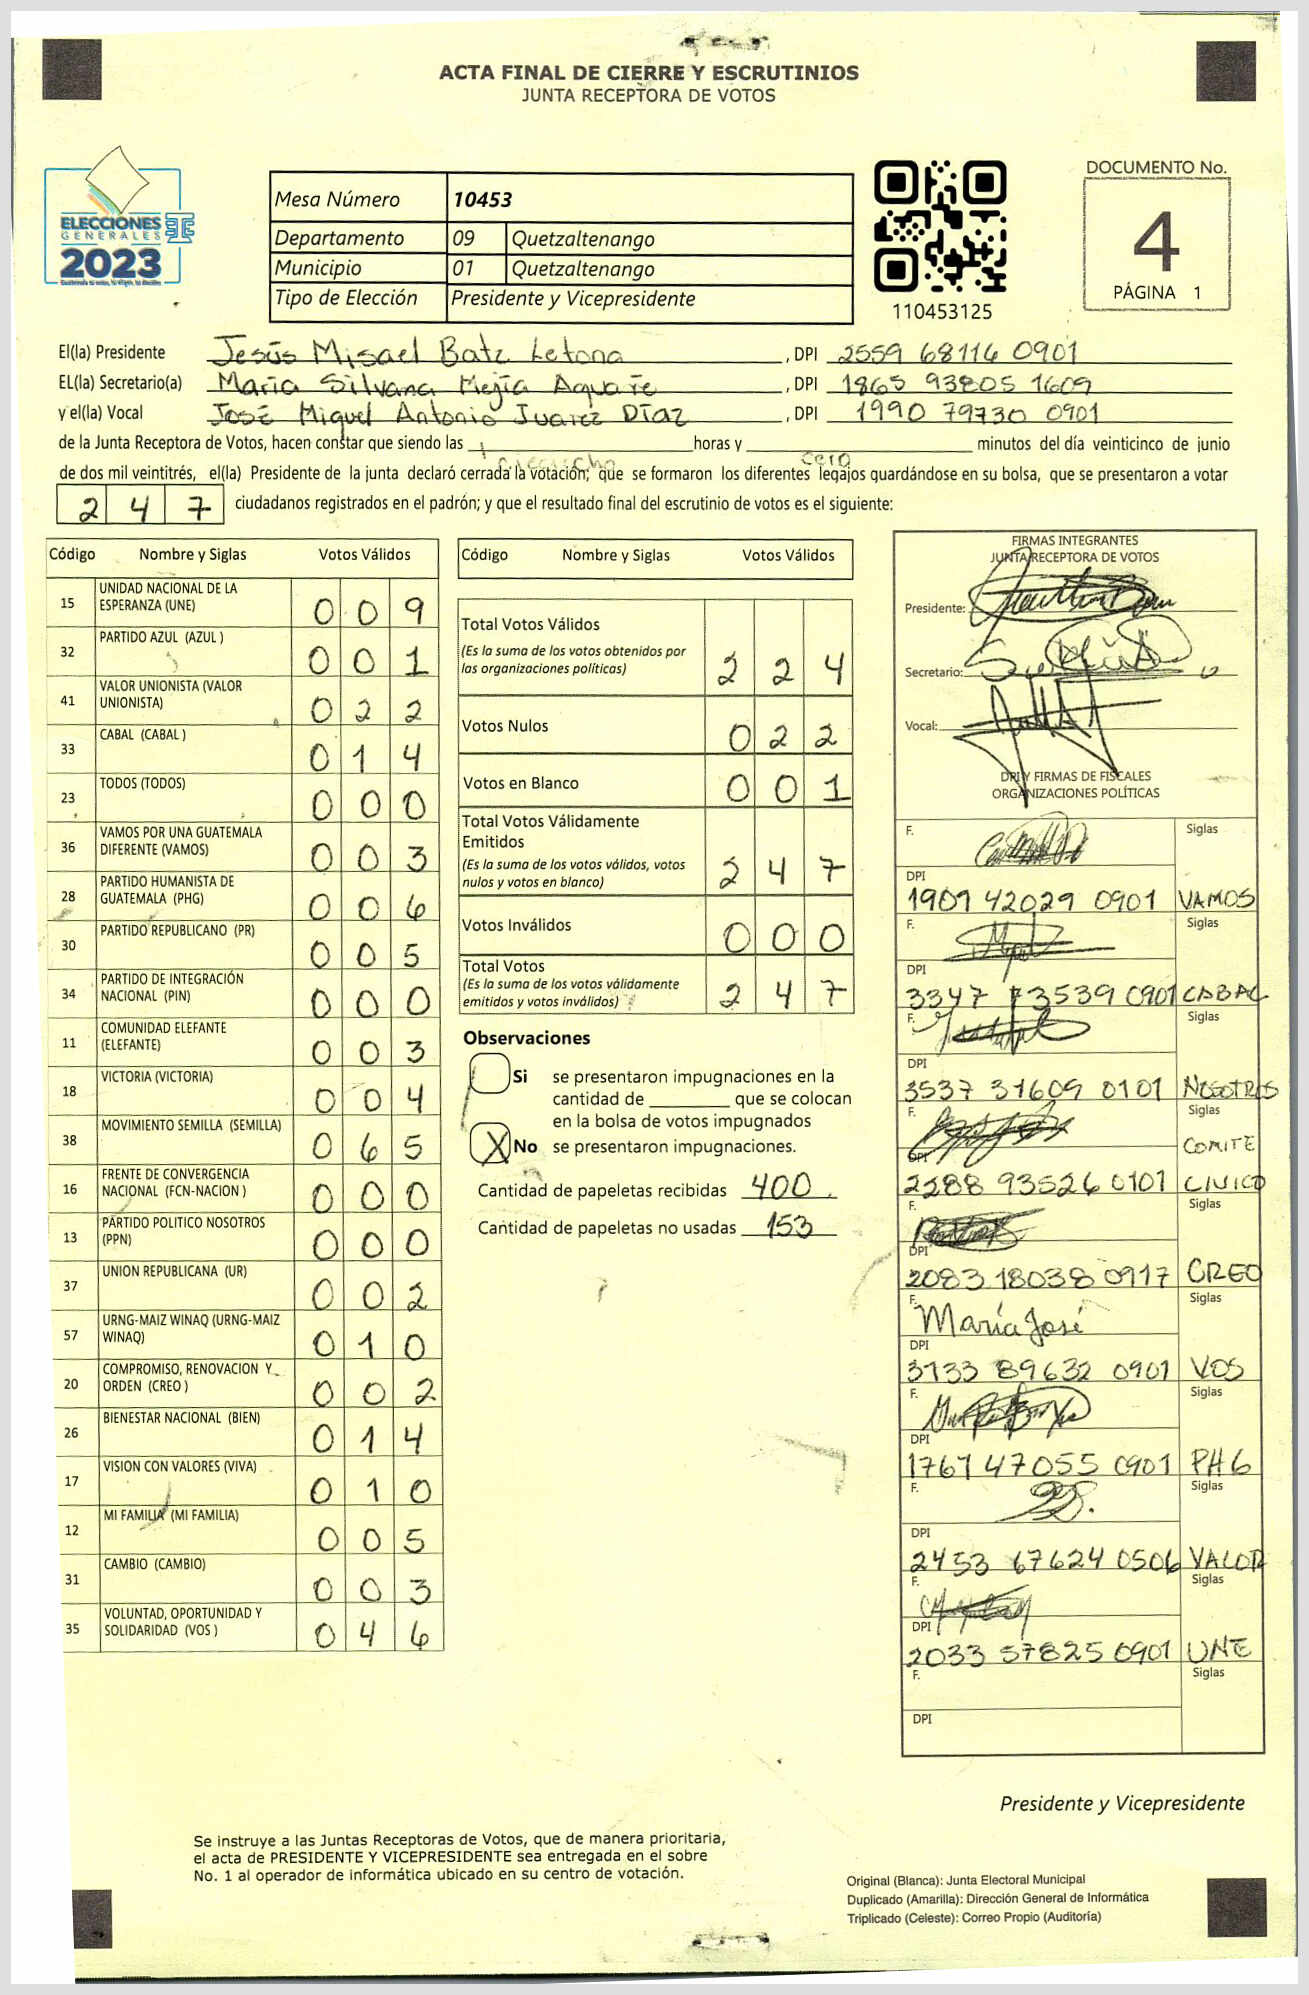 ACTA FINAL DE CIERRE Y ESCRUTINIOS
JUNTA RECEPTORA DE VOTOS
ELECCIONES
GENERALES
2023
Mesa Número 10453
Departamento 09 Quetzaltenango
Municipio 01 Quetzaltenango
Tipo de Elección Presidente y Vicepresidente
110453125
DOCUMENTO No.
4
PÁGINA 1
El(la) Presidente Jesús Misael Batz Letona, DPI 2559 68116 0901
EL(la) Secretario(a) María Silvana Mejía Aguare, DPI 1865 93805 1609
y el(la) Vocal José Miguel Antonio Juarez Díaz, DPI 1990 79730 0901
de la Junta Receptora de Votos, hacen constar que siendo las dieciocho horas y cero minutos del día veinticinco de junio
de dos mil veintitrés, el(la) Presidente de la junta declaró cerrada la votación; que se formaron los diferentes legajos guardándose en su bolsa, que se presentaron a votar
247 ciudadanos registrados en el padrón; y que el resultado final del escrutinio de votos es el siguiente:
Código Nombre y Siglas Votos Válidos
15 UNIDAD NACIONAL DE LA ESPERANZA (UNE) 0 0 9
32 PARTIDO AZUL (AZUL ) 0 0 1
41 VALOR UNIONISTA (VALOR UNIONISTA) 0 2 2
33 CABAL (CABAL ) 0 1 4
23 TODOS (TODOS) 0 0 0
36 VAMOS POR UNA GUATEMALA DIFERENTE (VAMOS) 0 0 3
28 PARTIDO HUMANISTA DE GUATEMALA (PHG) 0 0 6
30 PARTIDO REPUBLICANO (PR) 0 0 5
34 PARTIDO DE INTEGRACIÓN NACIONAL (PIN) 0 0 0
11 COMUNIDAD ELEFANTE (ELEFANTE) 0 0 3
18 VICTORIA (VICTORIA) 0 0 4
38 MOVIMIENTO SEMILLA (SEMILLA) 0 6 5
16 FRENTE DE CONVERGENCIA NACIONAL (FCN-NACION ) 0 0 0
13 PARTIDO POLITICO NOSOTROS (PPN) 0 0 0
37 UNION REPUBLICANA (UR) 0 0 2
57 URNG-MAIZ WINAQ (URNG-MAIZ WINAQ) 0 1 0
20 COMPROMISO, RENOVACION Y ORDEN (CREO ) 0 0 2
26 BIENESTAR NACIONAL (BIEN) 0 1 4
17 VISION CON VALORES (VIVA) 0 1 0
12 MI FAMILIA (MI FAMILIA) 0 0 5
31 CAMBIO (CAMBIO) 0 0 3
35 VOLUNTAD, OPORTUNIDAD Y SOLIDARIDAD (VOS ) 0 4 6
Código Nombre y Siglas Votos Válidos
Total Votos Válidos 2 2 4
(Es la suma de los votos obtenidos por
las organizaciones políticas)
Votos Nulos 0 2 2
Votos en Blanco 0 0 1
Total Votos Válidamente
Emitidos 2 4 7
(Es la suma de los votos válidos, votos
nulos y votos en blanco)
Votos Inválidos 0 0 0
Total Votos 2 4 7
(Es la suma de los votos válidamente
emitidos y votos inválidos)
Observaciones
Si se presentaron impugnaciones en la
cantidad de ________ que se colocan
en la bolsa de votos impugnados
X No se presentaron impugnaciones.
Cantidad de papeletas recibidas 400
Cantidad de papeletas no usadas 153
FIRMAS INTEGRANTES
JUNTA RECEPTORA DE VOTOS
Presidente:
Secretario:
Vocal:
DPI Y FIRMAS DE FISCALES
ORGANIZACIONES POLÍTICAS
F. Siglas
DPI
1901 42029 0901 VAMOS
F. Siglas
DPI
3347 73539 0901 CABAL
F. Siglas
DPI
3537 31609 0101 NOSOTROS
F. Siglas
DPI COMITE
2288 93526 0101 CIVICO
F. Siglas
DPI
2083 18038 0917 CREO
F. María José Siglas
DPI
3133 89632 0901 VOS
F. Siglas
DPI
1767 47055 0901 PHG
F. Siglas
DPI
2453 67624 0506 VALOR
F. Siglas
DPI
2033 57825 0901 UNE
F. Siglas
DPI
Presidente y Vicepresidente
Se instruye a las Juntas Receptoras de Votos, que de manera prioritaria,
el acta de PRESIDENTE Y VICEPRESIDENTE sea entregada en el sobre
No. 1 al operador de informática ubicado en su centro de votación.
Original (Blanca): Junta Electoral Municipal
Duplicado (Amarilla): Dirección General de Informática
Triplicado (Celeste): Correo Propio (Auditoría)